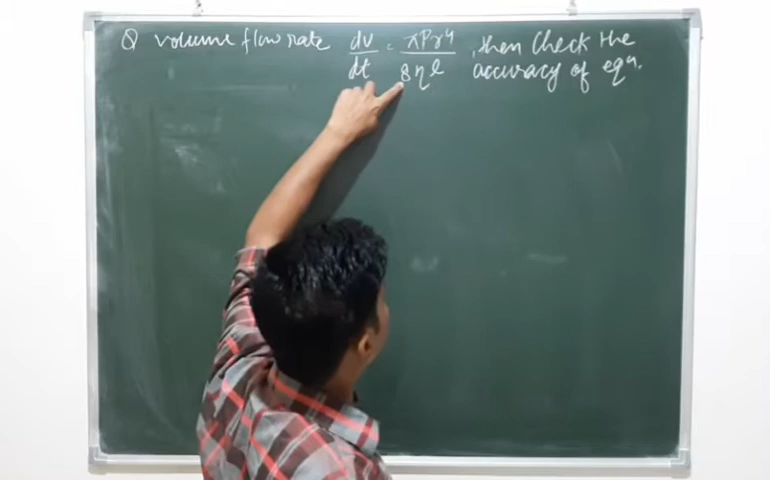 Q volume flow rate dv/dt = πPr⁴/8ηl , then Check the
accuracy of eqⁿ.